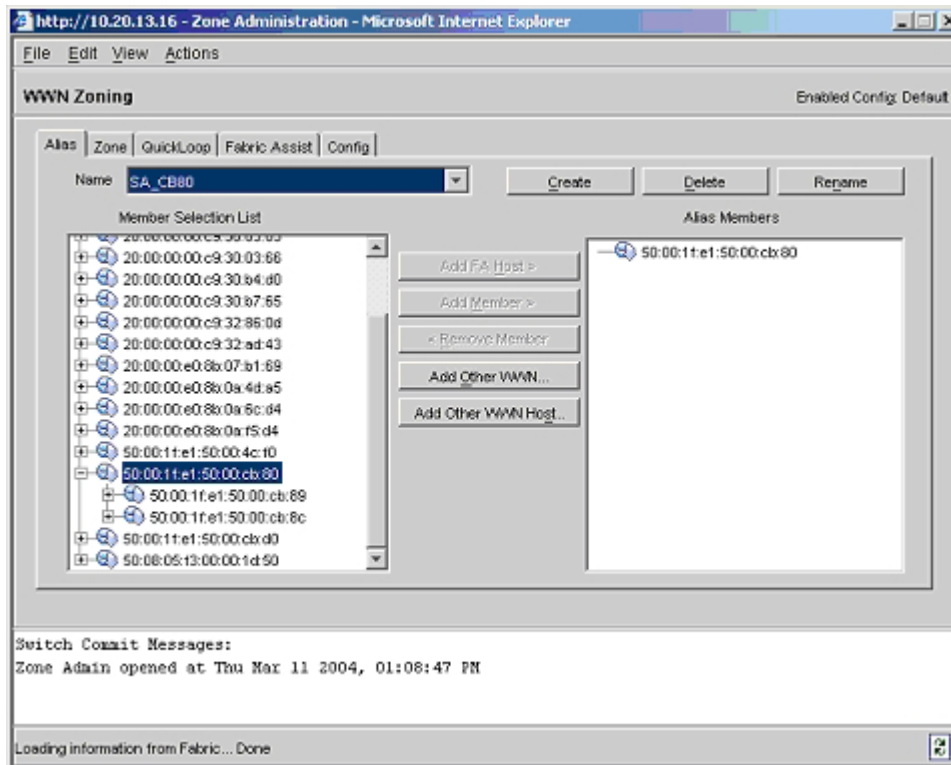 http://10.20.13.16 - Zone Administration - Microsoft Internet Explorer
File Edit View Actions
WWN Zoning
Enabled Config: Default
Alias Zone QuickLoop Fabric Assist Config
Name SA_CB80 Create Delete Rename
Member Selection List
Alias Members
20:00:00:00:c9:30:03:66
20:00:00:00:c9:30:b4:d0
20:00:00:00:c9:30:b7:65
20:00:00:00:c9:32:86:0d
20:00:00:00:c9:32:ad:43
20:00:00:e0:8b:07:b1:69
20:00:00:e0:8b:0a:4d:a5
20:00:00:e0:8b:0a:6c:d4
20:00:00:e0:8b:0a:f5:d4
50:00:1f:e1:50:00:4c:f0
50:00:1f:e1:50:00:cb:80
50:00:1f:e1:50:00:cb:89
50:00:1f:e1:50:00:cb:8c
50:00:1f:e1:50:00:cb:d0
50:08:05:f3:00:00:1d:50
Add FA Host >
Add Member >
< Remove Member
Add Other WWN...
Add Other WWN Host...
50:00:1f:e1:50:00:cb:80
Switch Commit Messages:
Zone Admin opened at Thu Mar 11 2004, 01:08:47 PM
Loading information from Fabric... Done